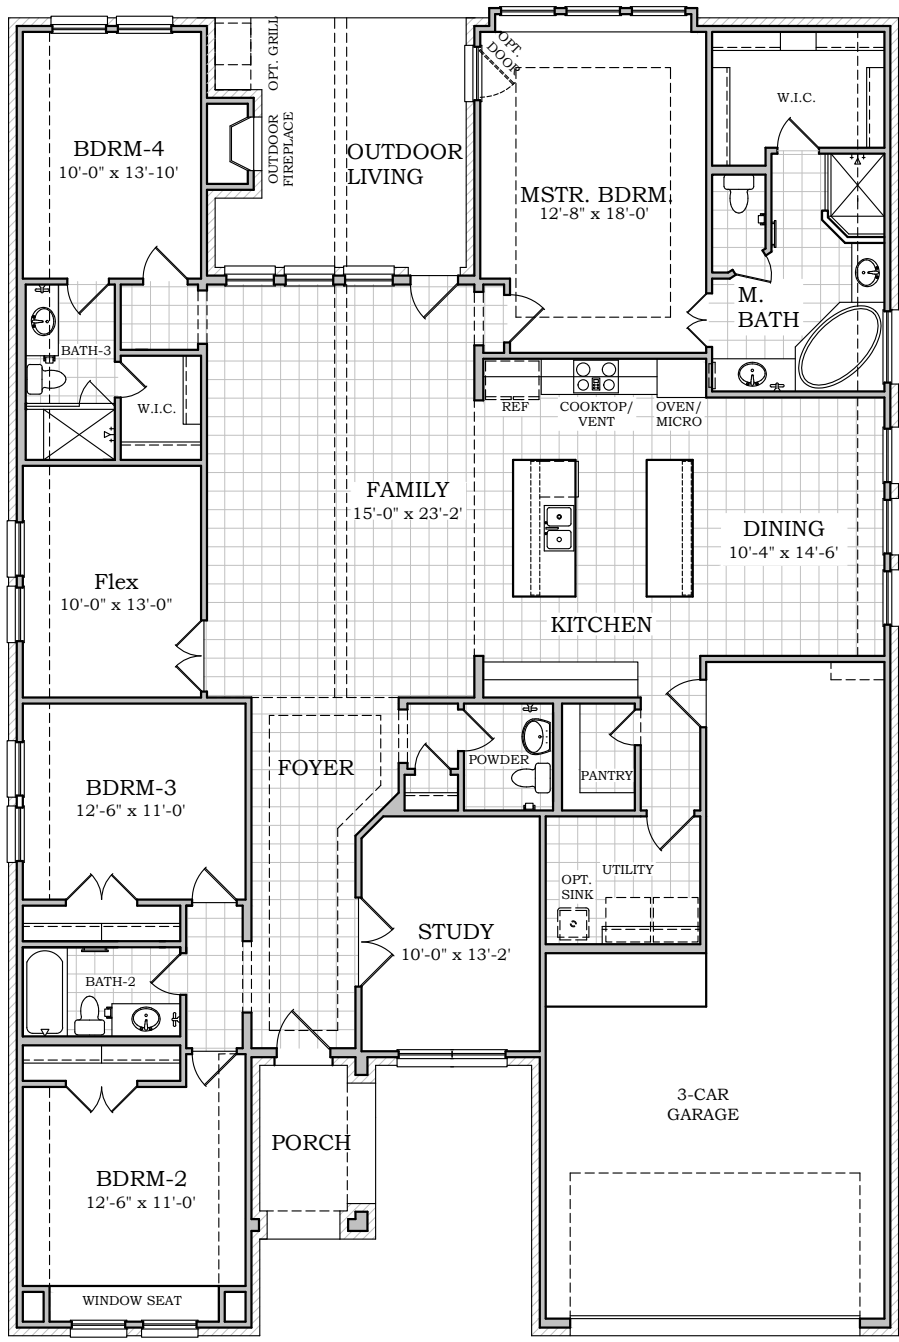 OPT. GRILL
OUTDOOR
FIREPLACE
BDRM-4
10'-0" x 13'-10'
OUTDOOR
LIVING
OPT.
DOOR
MSTR. BDRM.
12'-8" x 18'-0'
W.I.C.
M.
BATH
BATH-3
W.I.C.
REF
COOKTOP/
VENT
OVEN/
MICRO
FAMILY
15'-0" x 23'-2'
DINING
10'-4" x 14'-6'
Flex
10'-0" x 13'-0"
KITCHEN
FOYER
POWDER
PANTRY
BDRM-3
12'-6" x 11'-0'
UTILITY
OPT.
SINK
STUDY
10'-0" x 13'-2'
BATH-2
3-CAR
GARAGE
PORCH
BDRM-2
12'-6" x 11'-0'
WINDOW SEAT